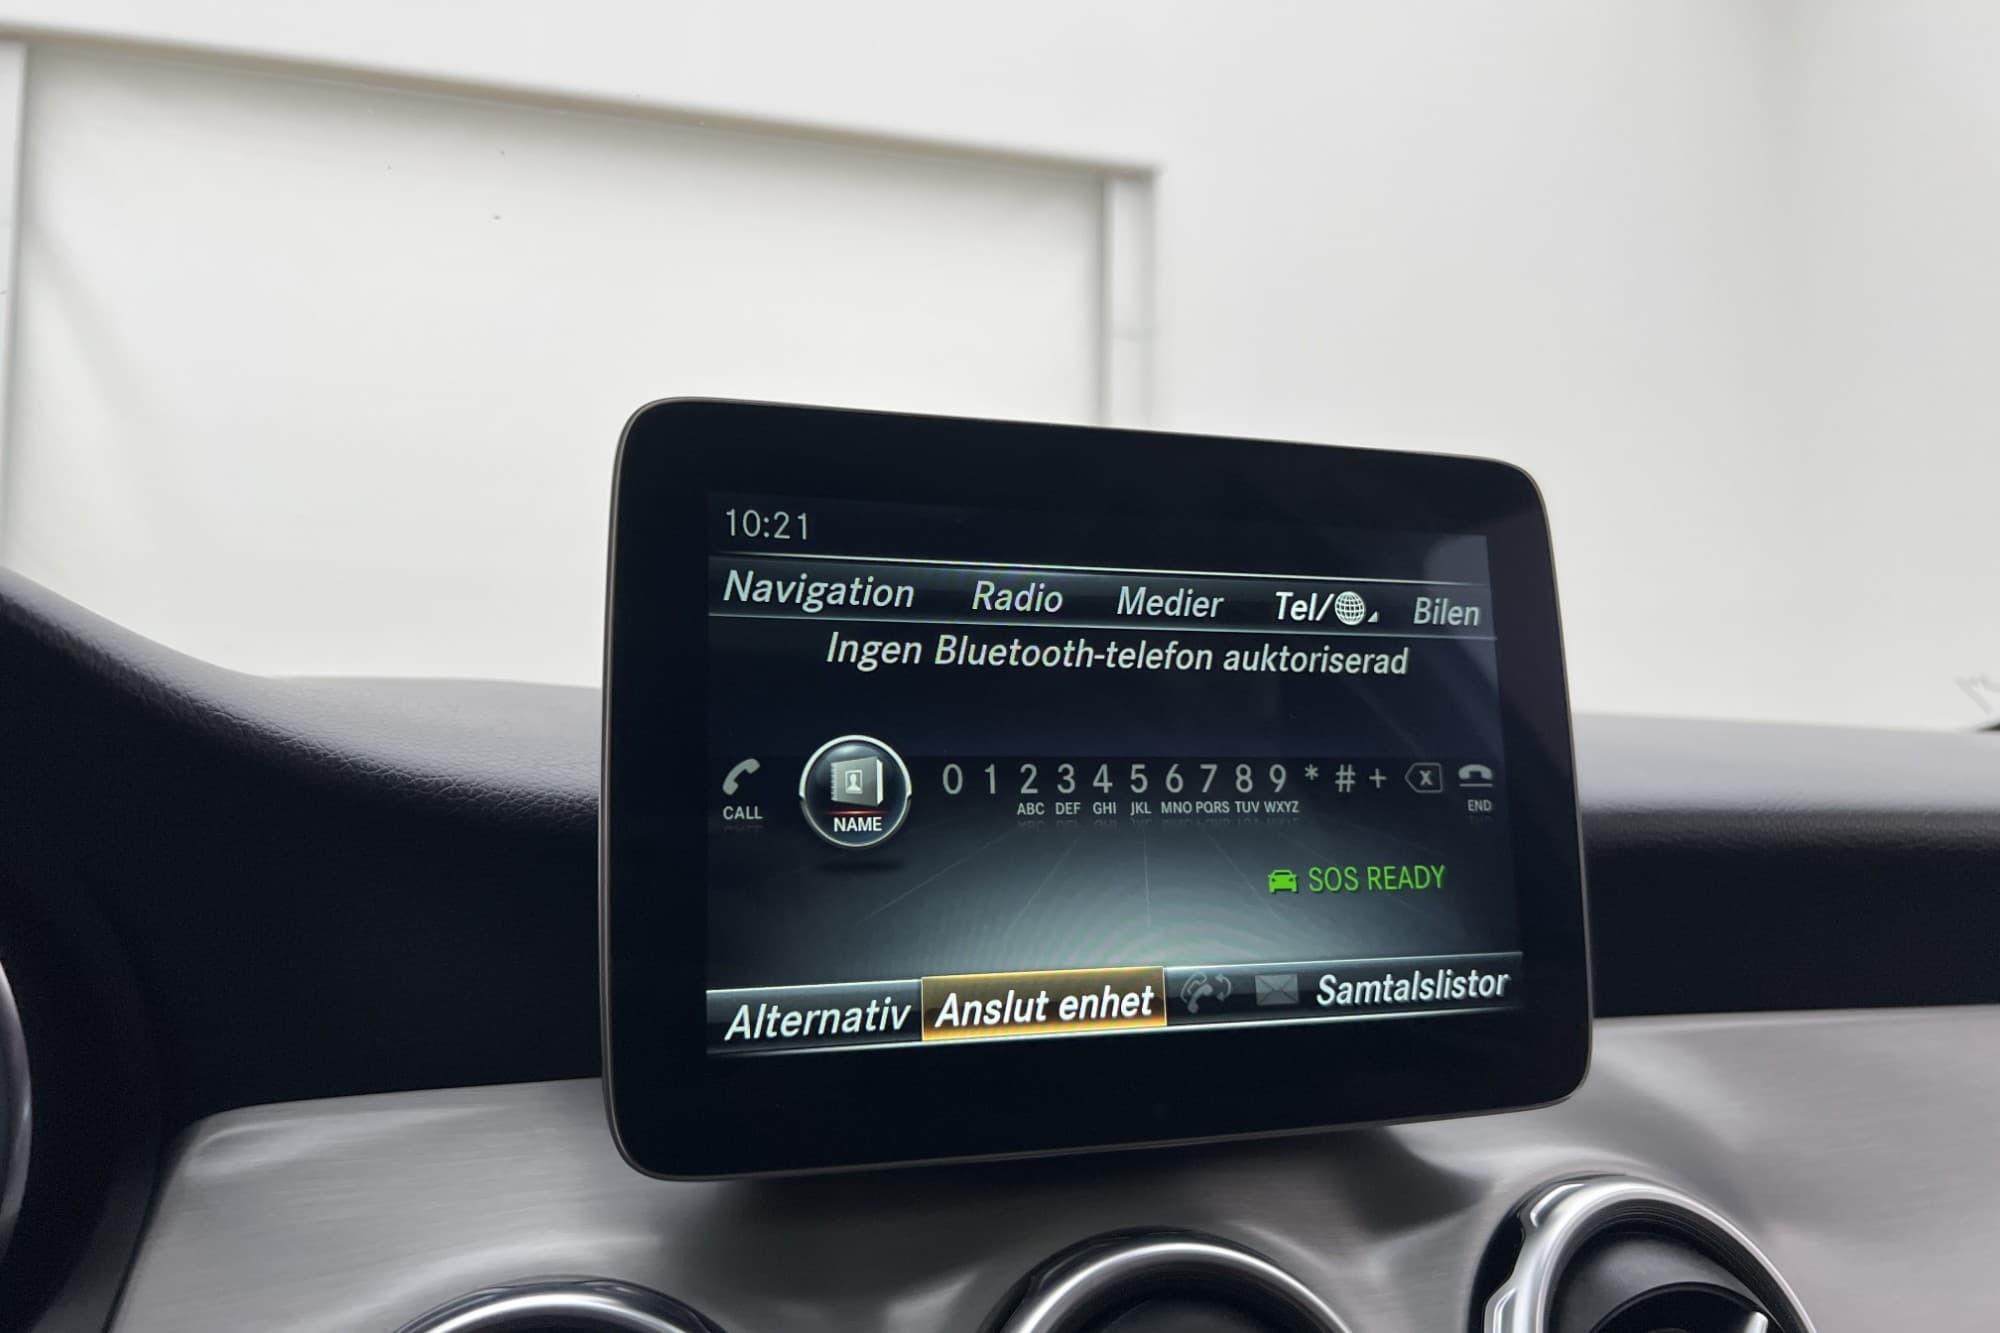 10:21
Navigation Radio Medier Tel/ Bilen
Ingen Bluetooth-telefon auktoriserad
0 1 2 3 4 5 6 7 8 9 * # + X
CALL NAME ABC DEF GHI JKL MNO PQRS TUV WXYZ END
SOS READY
Alternativ Anslut enhet Samtalslistor